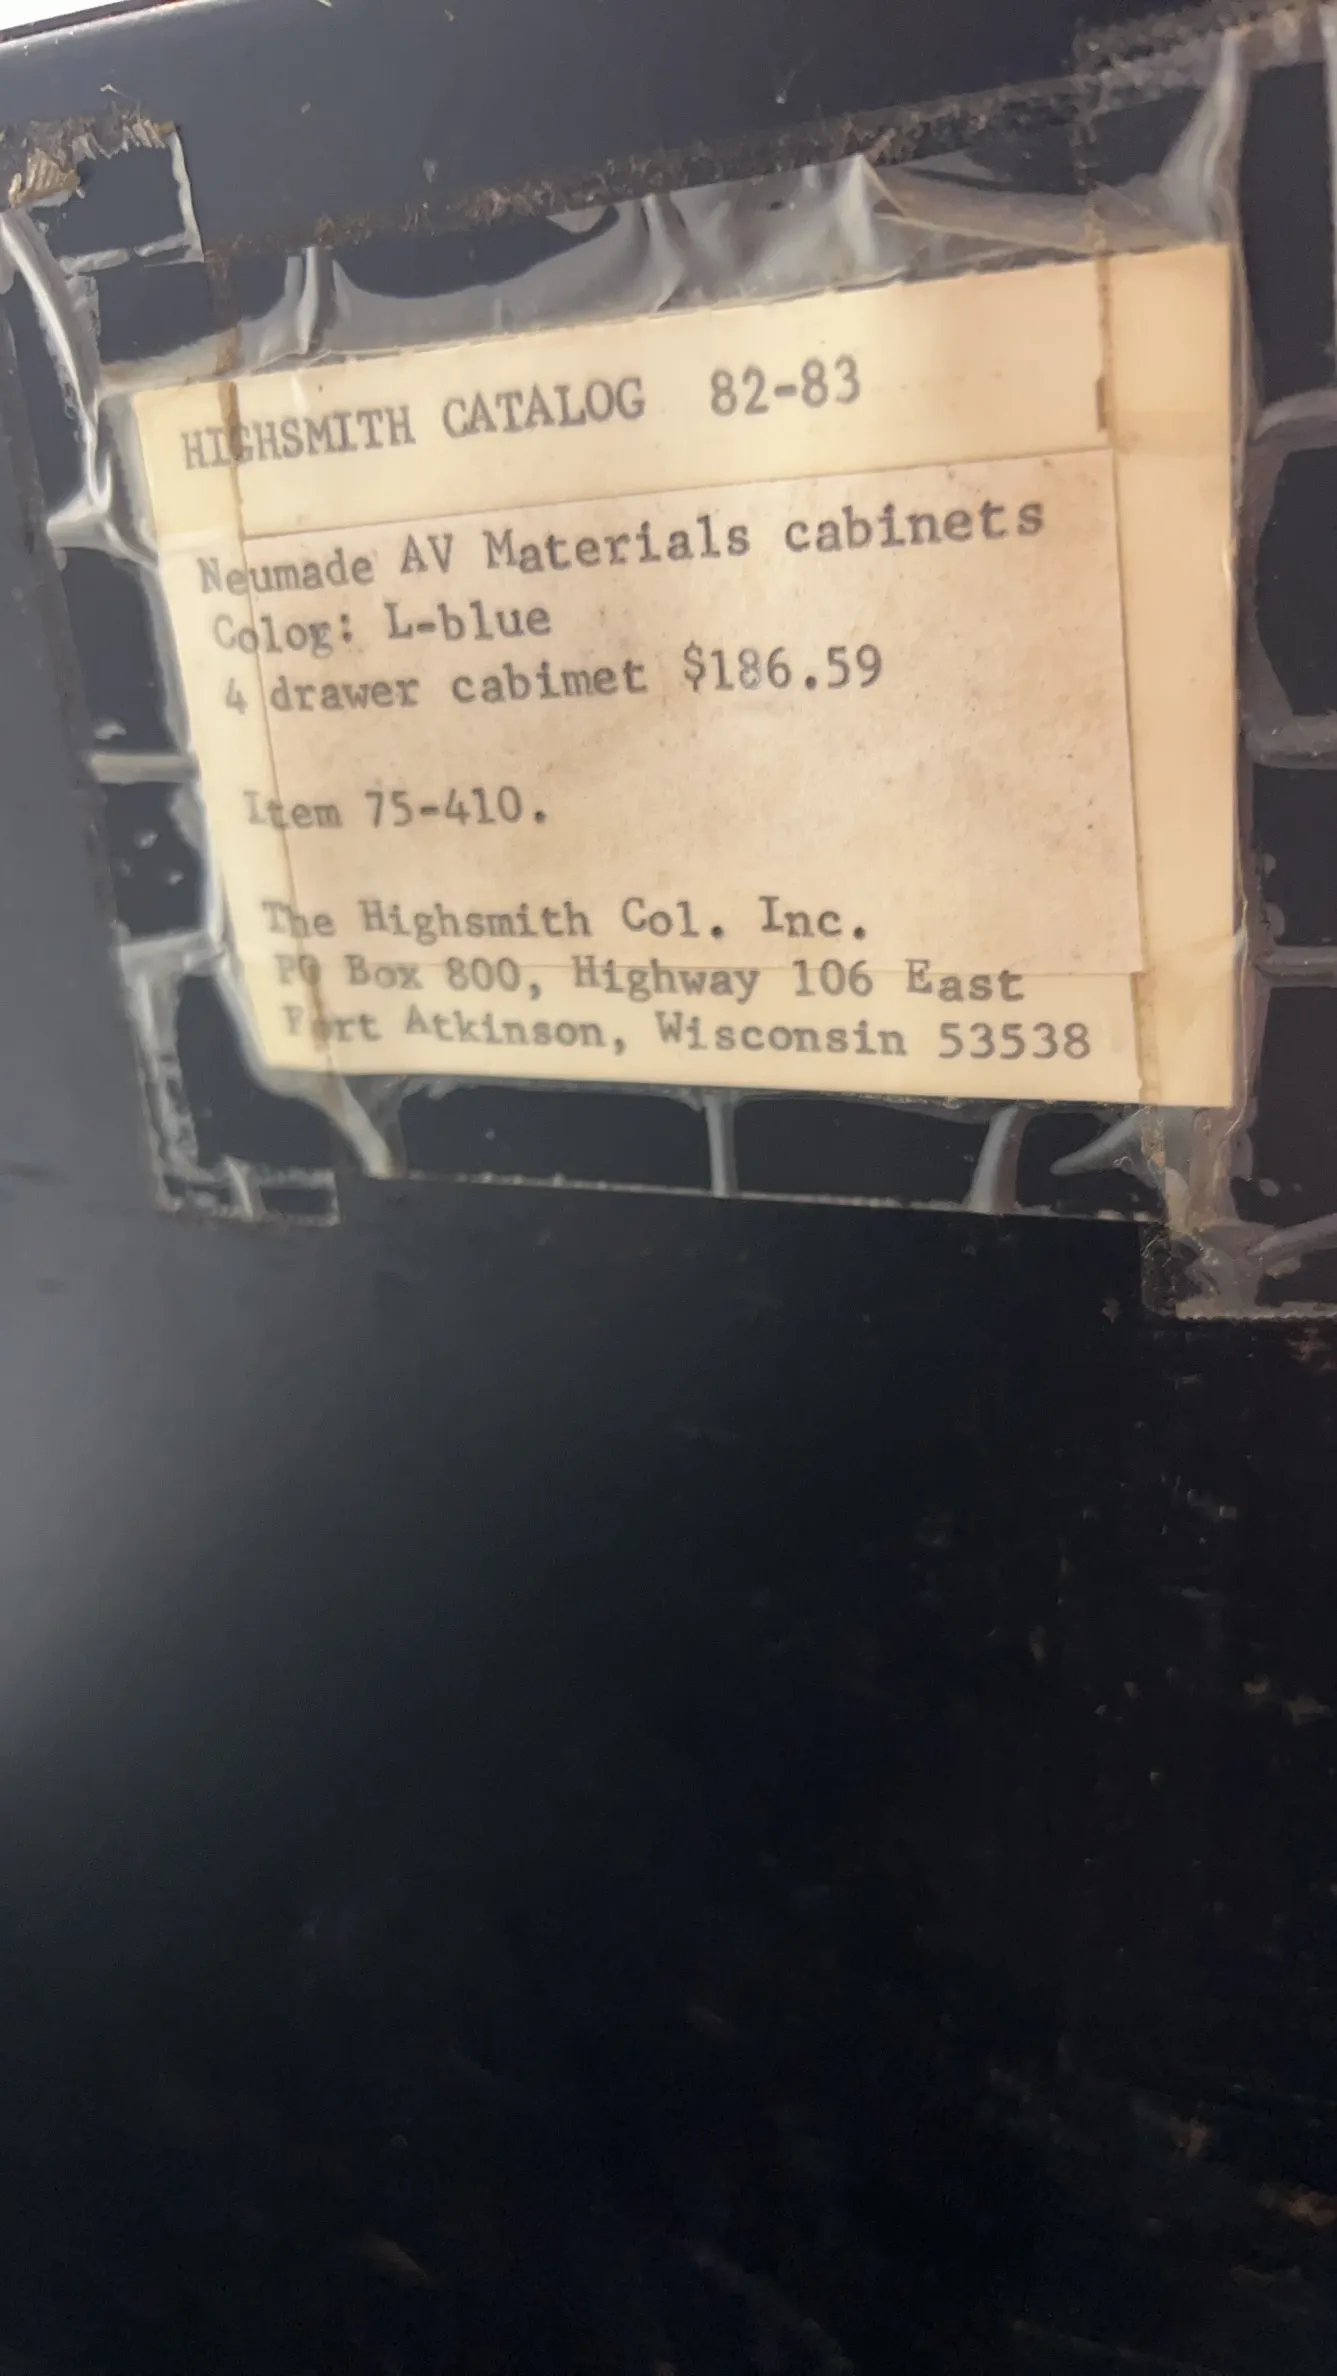 HIGHSMITH CATALOG 82-83
Neumade AV Materials cabinets
Colog: L-blue
4 drawer cabimet $186.59
Item 75-410.
The Highsmith Col. Inc.
PO Box 800, Highway 106 East
Fort Atkinson, Wisconsin 53538